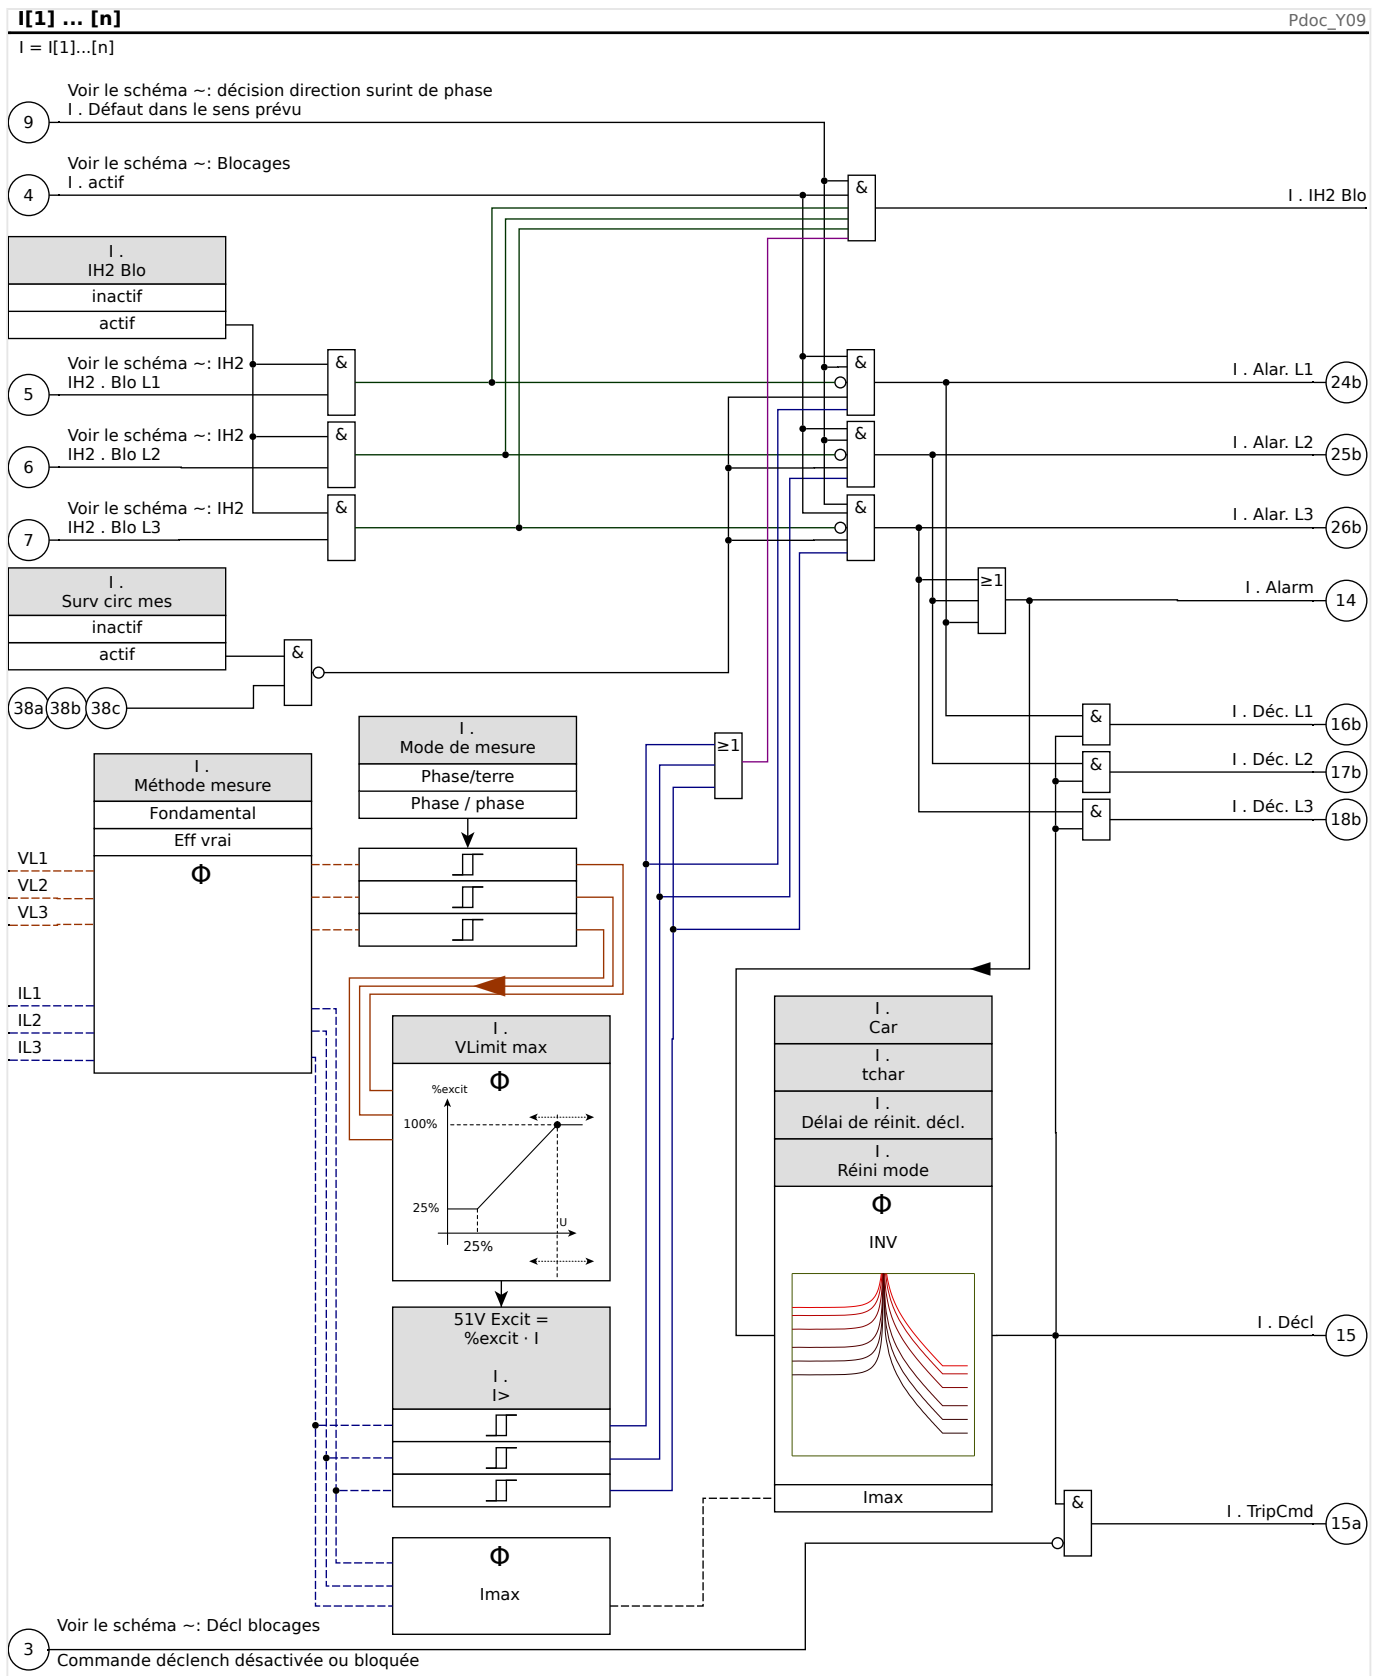 I[1] ... [n]
Pdoc_Y09
I = I[1]...[n]
Voir le schéma ~: décision direction surint de phase
9
I . Défaut dans le sens prévu
Voir le schéma ~: Blocages
4
I . actif
&
I . IH2 Blo
I .
IH2 Blo
inactif
actif
Voir le schéma ~: IH2
5
IH2 . Blo L1
&
&
I . Alar. L1
24b
Voir le schéma ~: IH2
6
IH2 . Blo L2
&
&
I . Alar. L2
25b
Voir le schéma ~: IH2
7
IH2 . Blo L3
&
&
I . Alar. L3
26b
I .
Surv circ mes
inactif
actif
&
≥1
I . Alarm
14
38a
38b
38c
I .
Mode de mesure
Phase/terre
Phase / phase
≥1
&
I . Déc. L1
16b
&
I . Déc. L2
17b
&
I . Déc. L3
18b
I .
Méthode mesure
Fondamental
Eff vrai
Φ
VL1
VL2
VL3
IL1
IL2
IL3
I .
VLimit max
Φ
%excit
100%
25%
U
25%
I .
Car
I .
tchar
I .
Délai de réinit. décl.
I .
Réini mode
Φ
INV
Imax
51V Excit =
%excit · I
I .
I>
I . Décl
15
Φ
Imax
&
I . TripCmd
15a
Voir le schéma ~: Décl blocages
3
Commande déclench désactivée ou bloquée